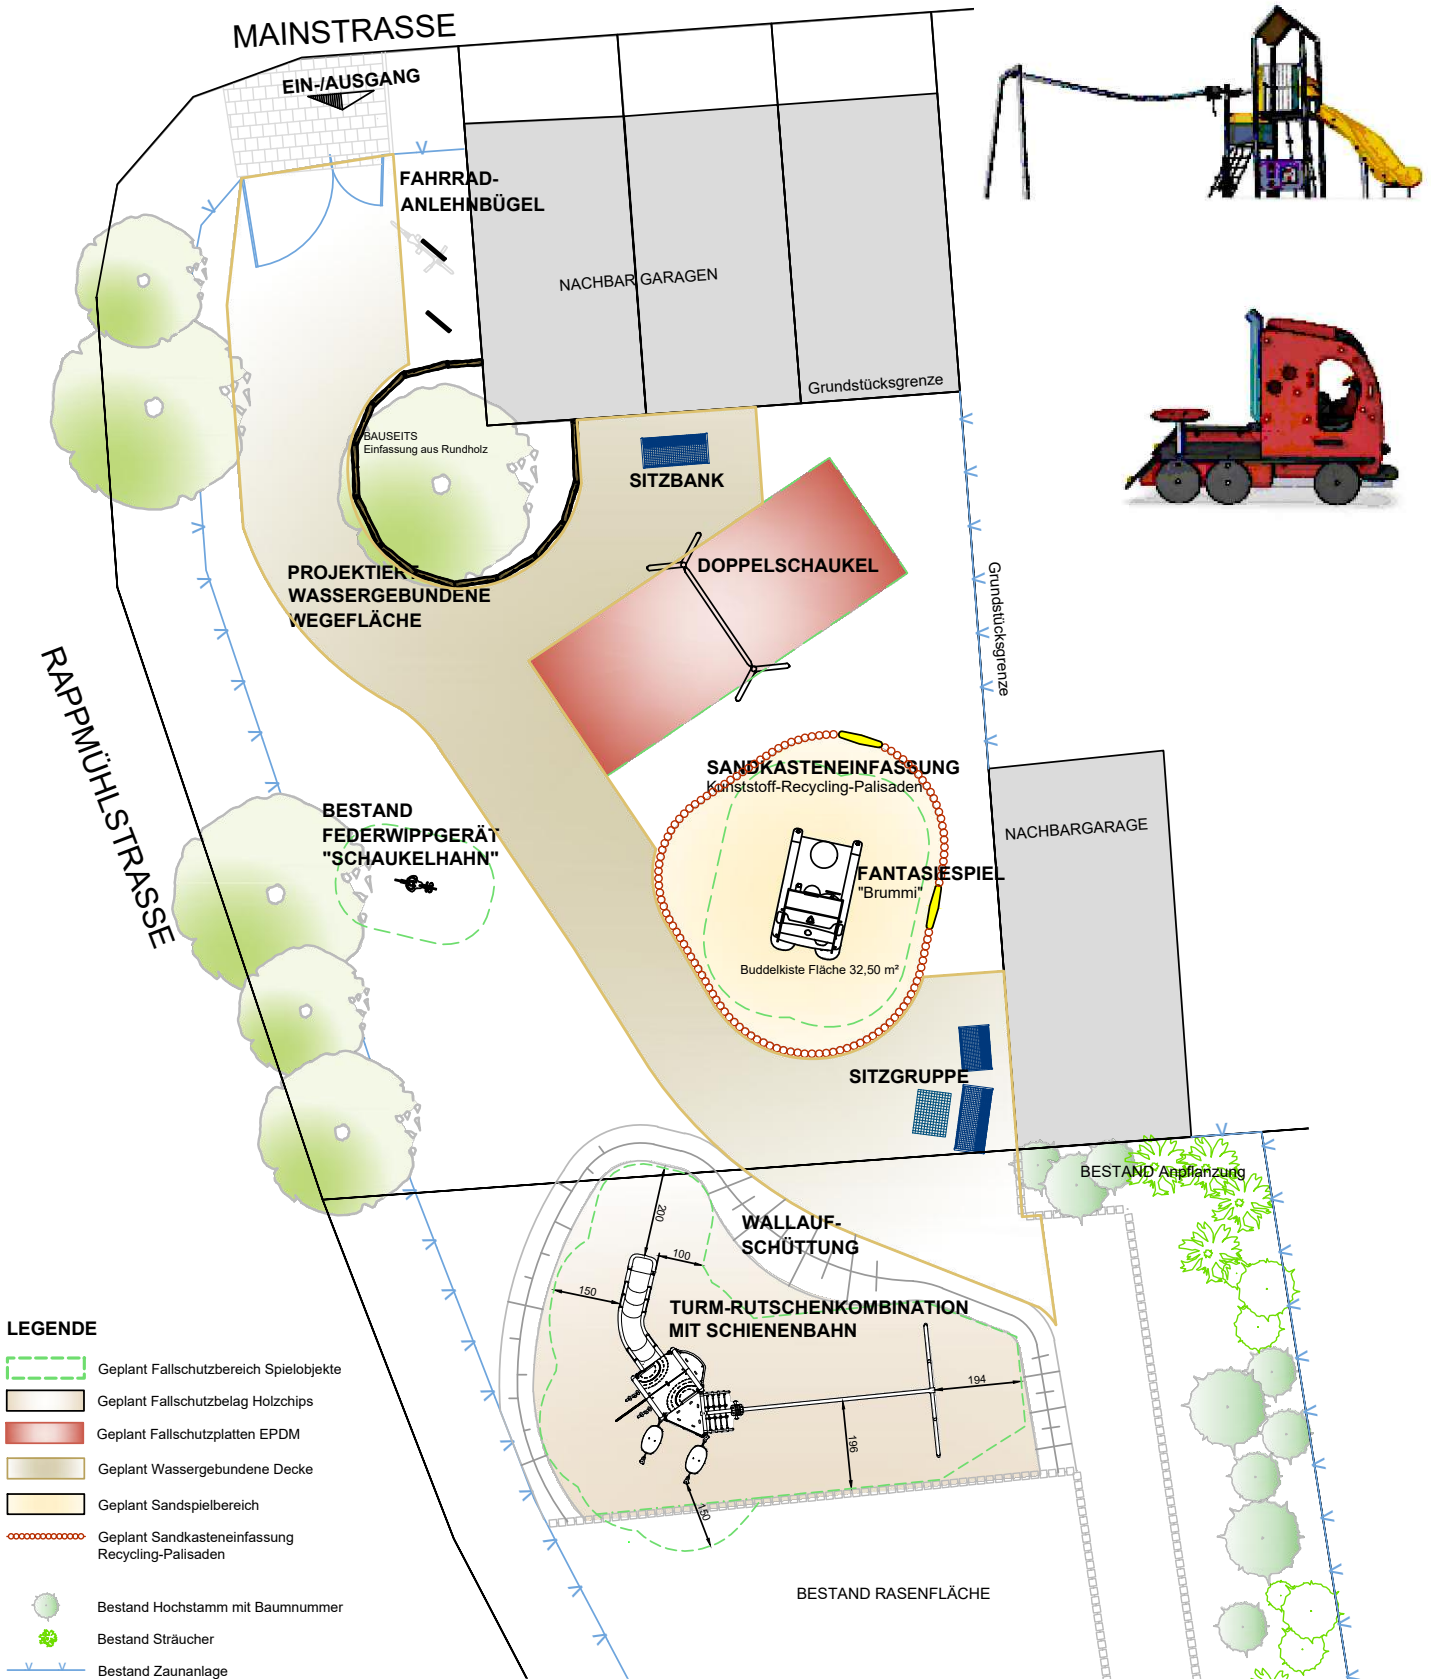 MAINSTRASSE
EIN-/AUSGANG
FAHRRAD-
ANLEHNBÜGEL
NACHBAR GARAGEN
Grundstücksgrenze
BAUSEITS
Einfassung aus Rundholz
SITZBANK
DOPPELSCHAUKEL
PROJEKTIERT
WASSERGEBUNDENE
WEGEFLÄCHE
Grundstücksgrenze
RAPPMÜHLSTRASSE
SANDKASTENEINFASSUNG
Kunststoff-Recycling-Palisaden
BESTAND
FEDERWIPPGERÄT
"SCHAUKELHAHN"
NACHBARGARAGE
FANTASIESPIEL
"Brummi"
Buddelkiste Fläche 32,50 m²
SITZGRUPPE
BESTAND Anpflanzung
WALLAUF-
SCHÜTTUNG
200
100
150
TURM-RUTSCHENKOMBINATION
MIT SCHIENENBAHN
194
196
150
BESTAND RASENFLÄCHE
LEGENDE
Geplant Fallschutzbereich Spielobjekte
Geplant Fallschutzbelag Holzchips
Geplant Fallschutzplatten EPDM
Geplant Wassergebundene Decke
Geplant Sandspielbereich
Geplant Sandkasteneinfassung
Recycling-Palisaden
Bestand Hochstamm mit Baumnummer
Bestand Sträucher
Bestand Zaunanlage